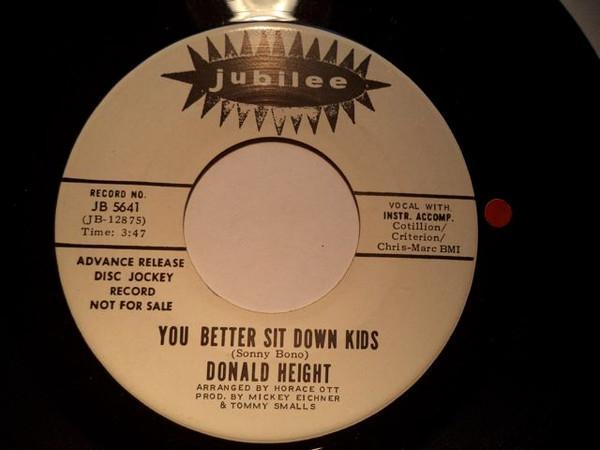 jubilee
RECORD NO.
JB 5641
(JB-12875)
Time: 3:47
VOCAL WITH
INSTR. ACCOMP.
Cotillion/
Criterion/
Chris-Marc BMI
ADVANCE RELEASE
DISC JOCKEY
RECORD
NOT FOR SALE
YOU BETTER SIT DOWN KIDS
(Sonny Bono)
DONALD HEIGHT
ARRANGED BY HORACE OTT
PROD. BY MICKEY EICHNER
& TOMMY SMALLS